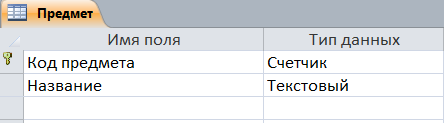 Предмет
Имя поля Тип данных
Код предмета Счетчик
Название Текстовый